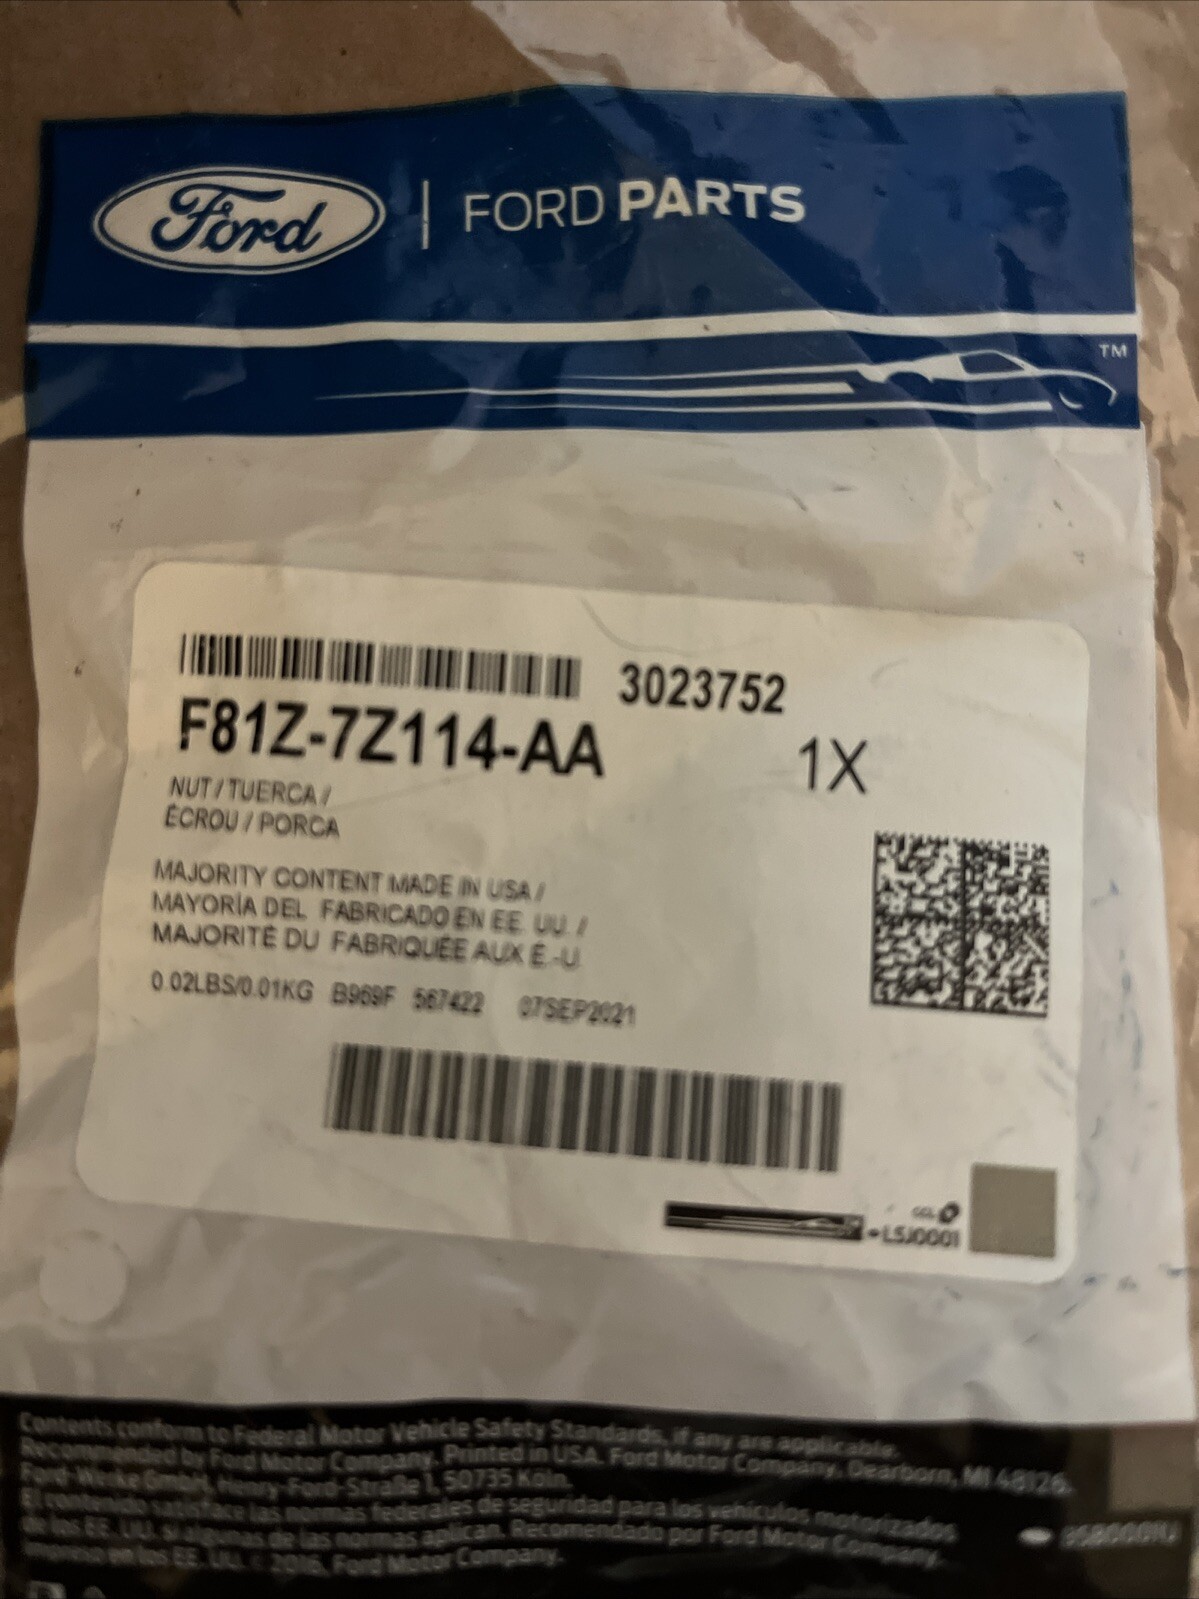 Ford | FORD PARTS
TM
3023752
F81Z-7Z114-AA
1X
NUT / TUERCA /
ÉCROU / PORCA
MAJORITY CONTENT MADE IN USA /
MAYORÍA DEL FABRICADO EN EE. UU. /
MAJORITÉ DU FABRIQUÉE AUX É.-U.
0.02LBS/0.01KG B969F 567422 07SEP2021
CCL
LSJ0001
Contents conform to Federal Motor Vehicle Safety Standards, if any are applicable.
Recommended by Ford Motor Company. Printed in USA. Ford Motor Company, Dearborn, MI 48126.
Ford-Werke GmbH, Henry-Ford-Straße 1, 50735 Köln.
El contenido satisface las normas federales de seguridad para los vehículos motorizados
de los EE. UU. si algunas de las normas aplican. Recomendado por Ford Motor Company.
Impreso en los EE. UU. © 2016, Ford Motor Company.